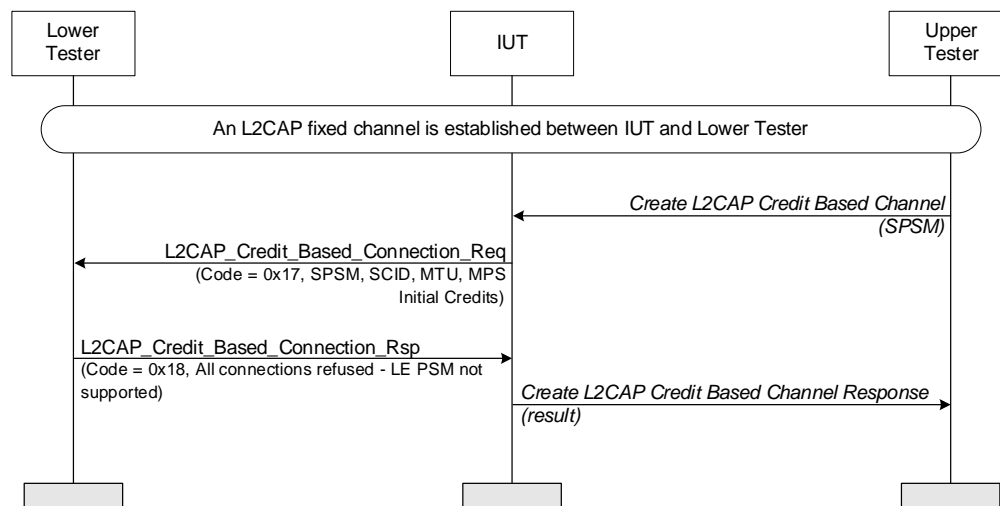 Lower
Tester
IUT
Upper
Tester
An L2CAP fixed channel is established between IUT and Lower Tester
Create L2CAP Credit Based Channel
(SPSM)
L2CAP_Credit_Based_Connection_Req
(Code = 0x17, SPSM, SCID, MTU, MPS
Initial Credits)
L2CAP_Credit_Based_Connection_Rsp
(Code = 0x18, All connections refused - LE PSM not
supported)
Create L2CAP Credit Based Channel Response
(result)